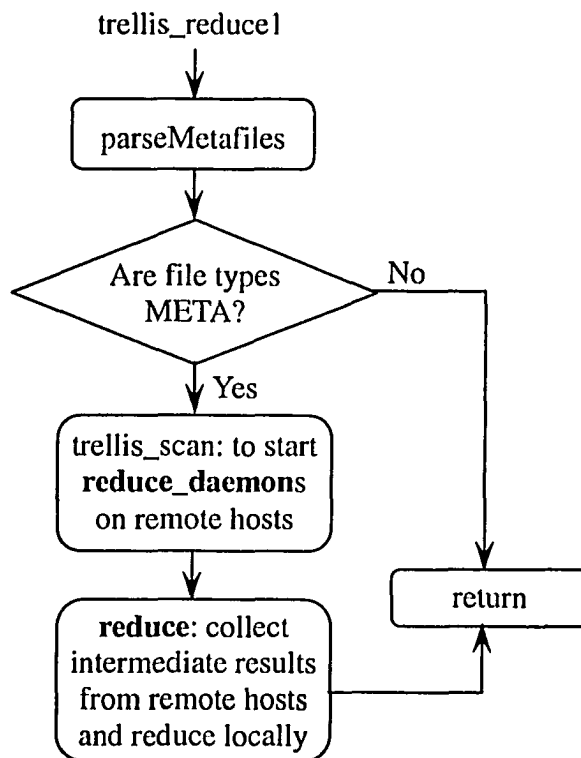 trellis_reduce1
parseMetafiles
Are file types
META?
No
Yes
trellis_scan: to start
reduce_daemons
on remote hosts
return
reduce: collect
intermediate results
from remote hosts
and reduce locally